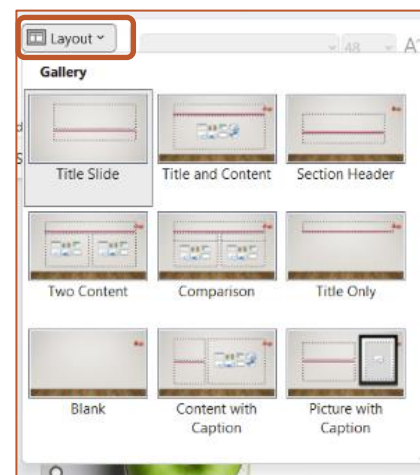 Layout
48
A
Gallery
Title Slide
Title and Content
Section Header
Two Content
Comparison
Title Only
Blank
Content with
Caption
Picture with
Caption